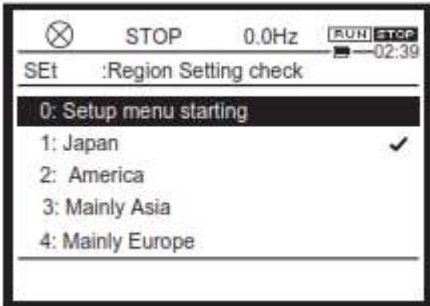 STOP 0.0Hz RUN STOP
02:39
SEt :Region Setting check
0: Setup menu starting
1: Japan ✓
2: America
3: Mainly Asia
4: Mainly Europe